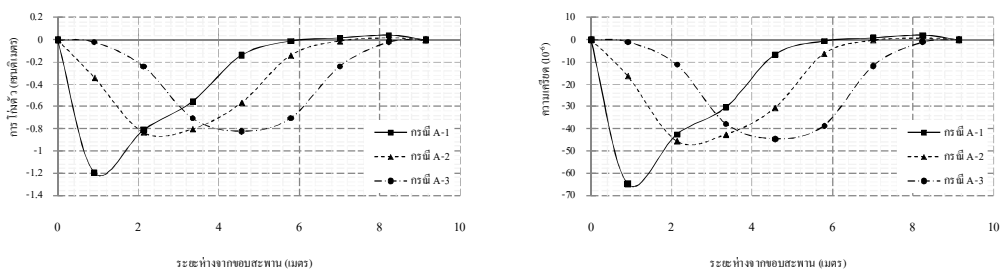 0.2
0
-0.2
-0.4
-0.6
-0.8
-1
-1.2
-1.4
การโก่งตัว (เซนติเมตร)
กรณี A-1
กรณี A-2
กรณี A-3
0 2 4 6 8 10
ระยะห่างจากขอบสะพาน (เมตร)
10
0
-10
-20
-30
-40
-50
-60
-70
ความเครียด (10⁻⁶)
กรณี A-1
กรณี A-2
กรณี A-3
0 2 4 6 8 10
ระยะห่างจากขอบสะพาน (เมตร)